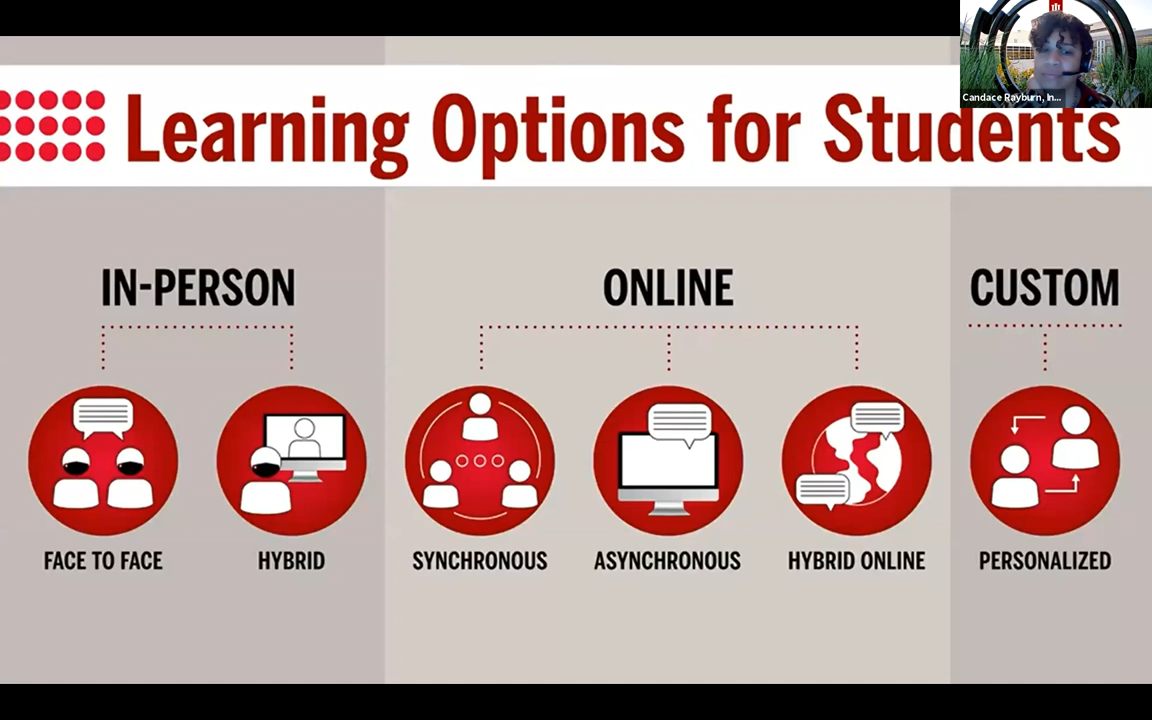 Candace Rayburn, In...
Learning Options for Students
IN-PERSON
ONLINE
CUSTOM
FACE TO FACE
HYBRID
SYNCHRONOUS
ASYNCHRONOUS
HYBRID ONLINE
PERSONALIZED